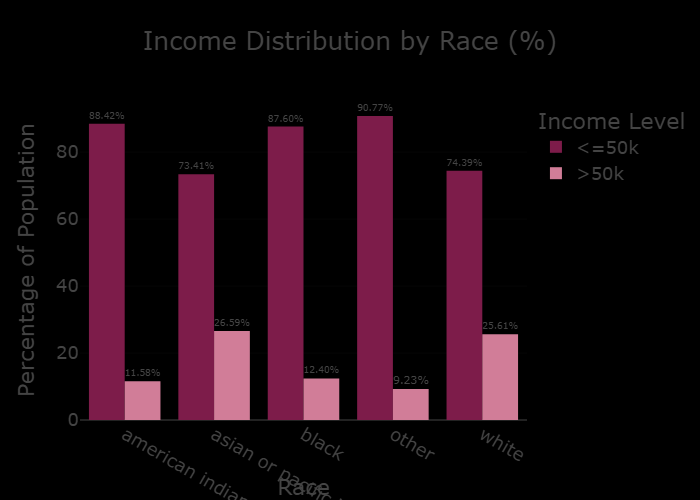 Income Distribution by Race (%)
Income Level
<=50k
>50k
Percentage of Population
80
60
40
20
0
88.42%
11.58%
73.41%
26.59%
87.60%
12.40%
90.77%
9.23%
74.39%
25.61%
american indian
asian or
black
other
white
Race